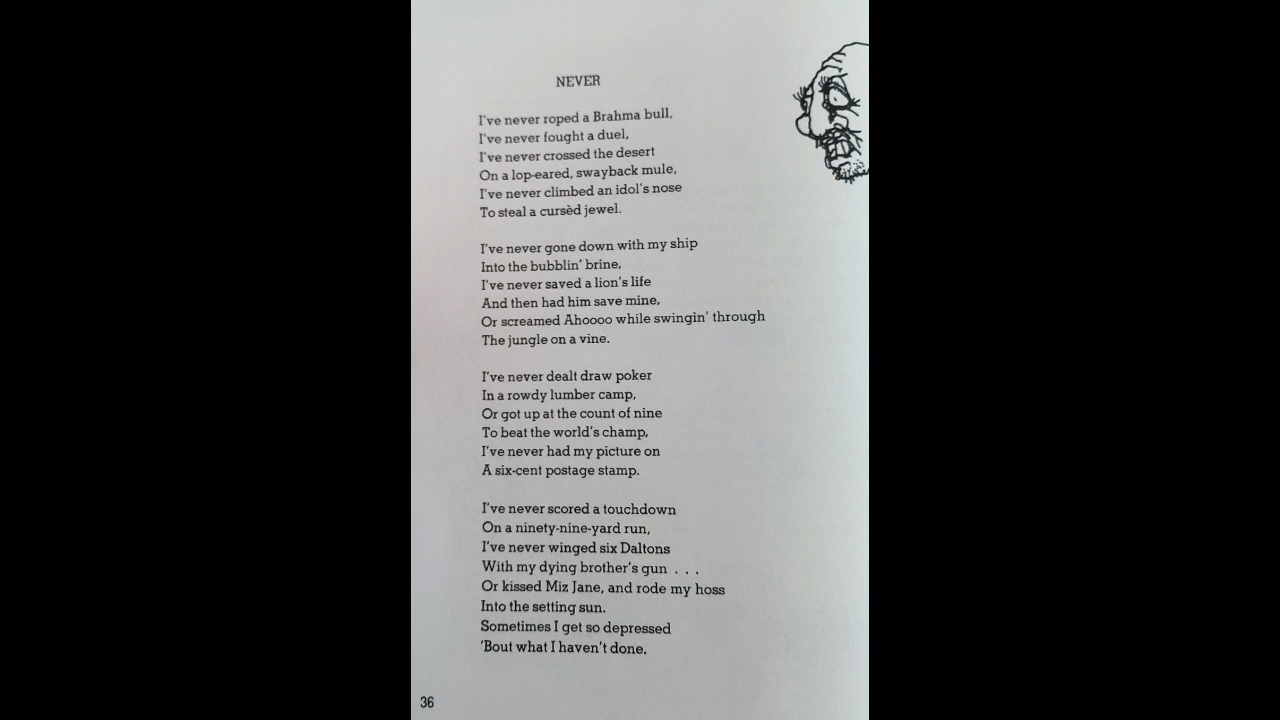 NEVER
I've never roped a Brahma bull,
I've never fought a duel,
I've never crossed the desert
On a lop-eared, swayback mule,
I've never climbed an idol's nose
To steal a cursèd jewel.
I've never gone down with my ship
Into the bubblin' brine,
I've never saved a lion's life
And then had him save mine,
Or screamed Ahoooo while swingin' through
The jungle on a vine.
I've never dealt draw poker
In a rowdy lumber camp,
Or got up at the count of nine
To beat the world's champ,
I've never had my picture on
A six-cent postage stamp.
I've never scored a touchdown
On a ninety-nine-yard run,
I've never winged six Daltons
With my dying brother's gun . . .
Or kissed Miz Jane, and rode my hoss
Into the setting sun.
Sometimes I get so depressed
'Bout what I haven't done.
36